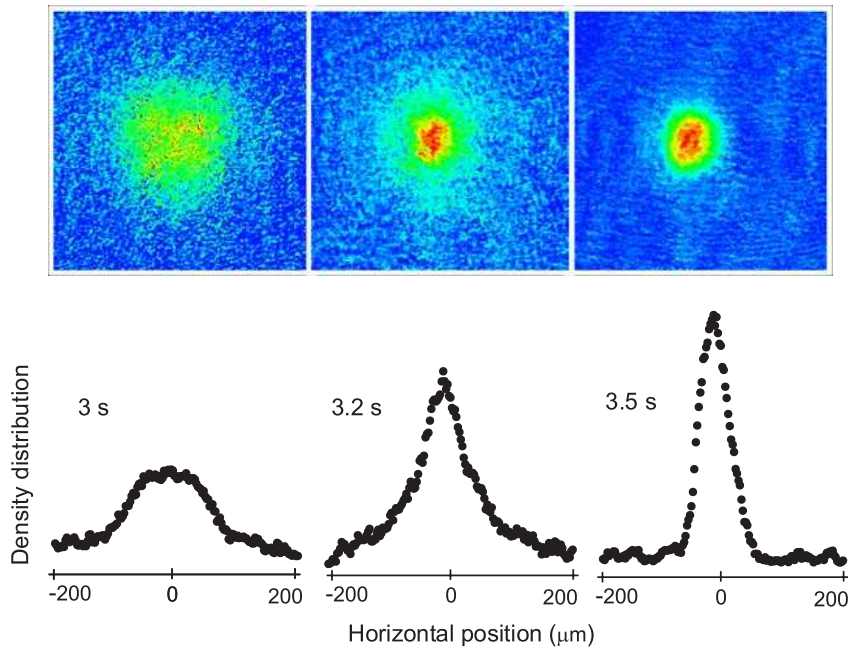 3 s
3.2 s
3.5 s
Density distribution
-200
0
200
-200
0
200
-200
0
200
Horizontal position (μm)